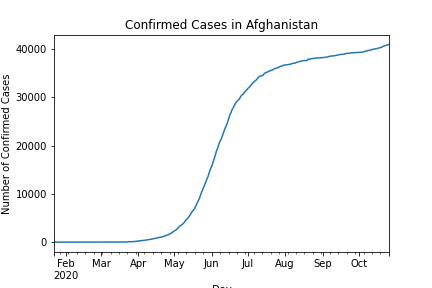 Confirmed Cases in Afghanistan
Number of Confirmed Cases
40000
30000
20000
10000
0
Feb Mar Apr May Jun Jul Aug Sep Oct
2020